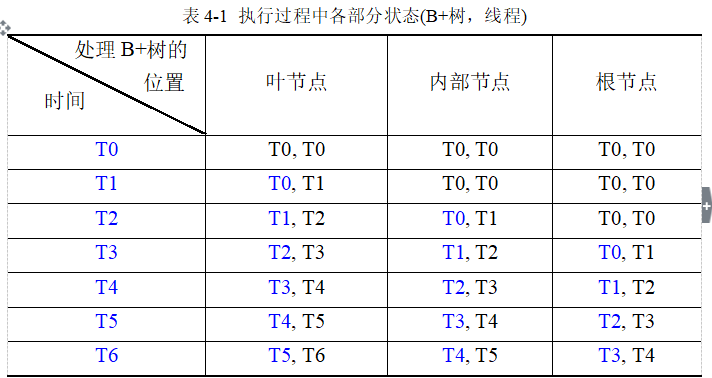 表 4-1 执行过程中各部分状态(B+树，线程)
处理 B+树的
位置
时间
叶节点
内部节点
根节点
T0 T0, T0 T0, T0 T0, T0
T1 T0, T1 T0, T0 T0, T0
T2 T1, T2 T0, T1 T0, T0
T3 T2, T3 T1, T2 T0, T1
T4 T3, T4 T2, T3 T1, T2
T5 T4, T5 T3, T4 T2, T3
T6 T5, T6 T4, T5 T3, T4